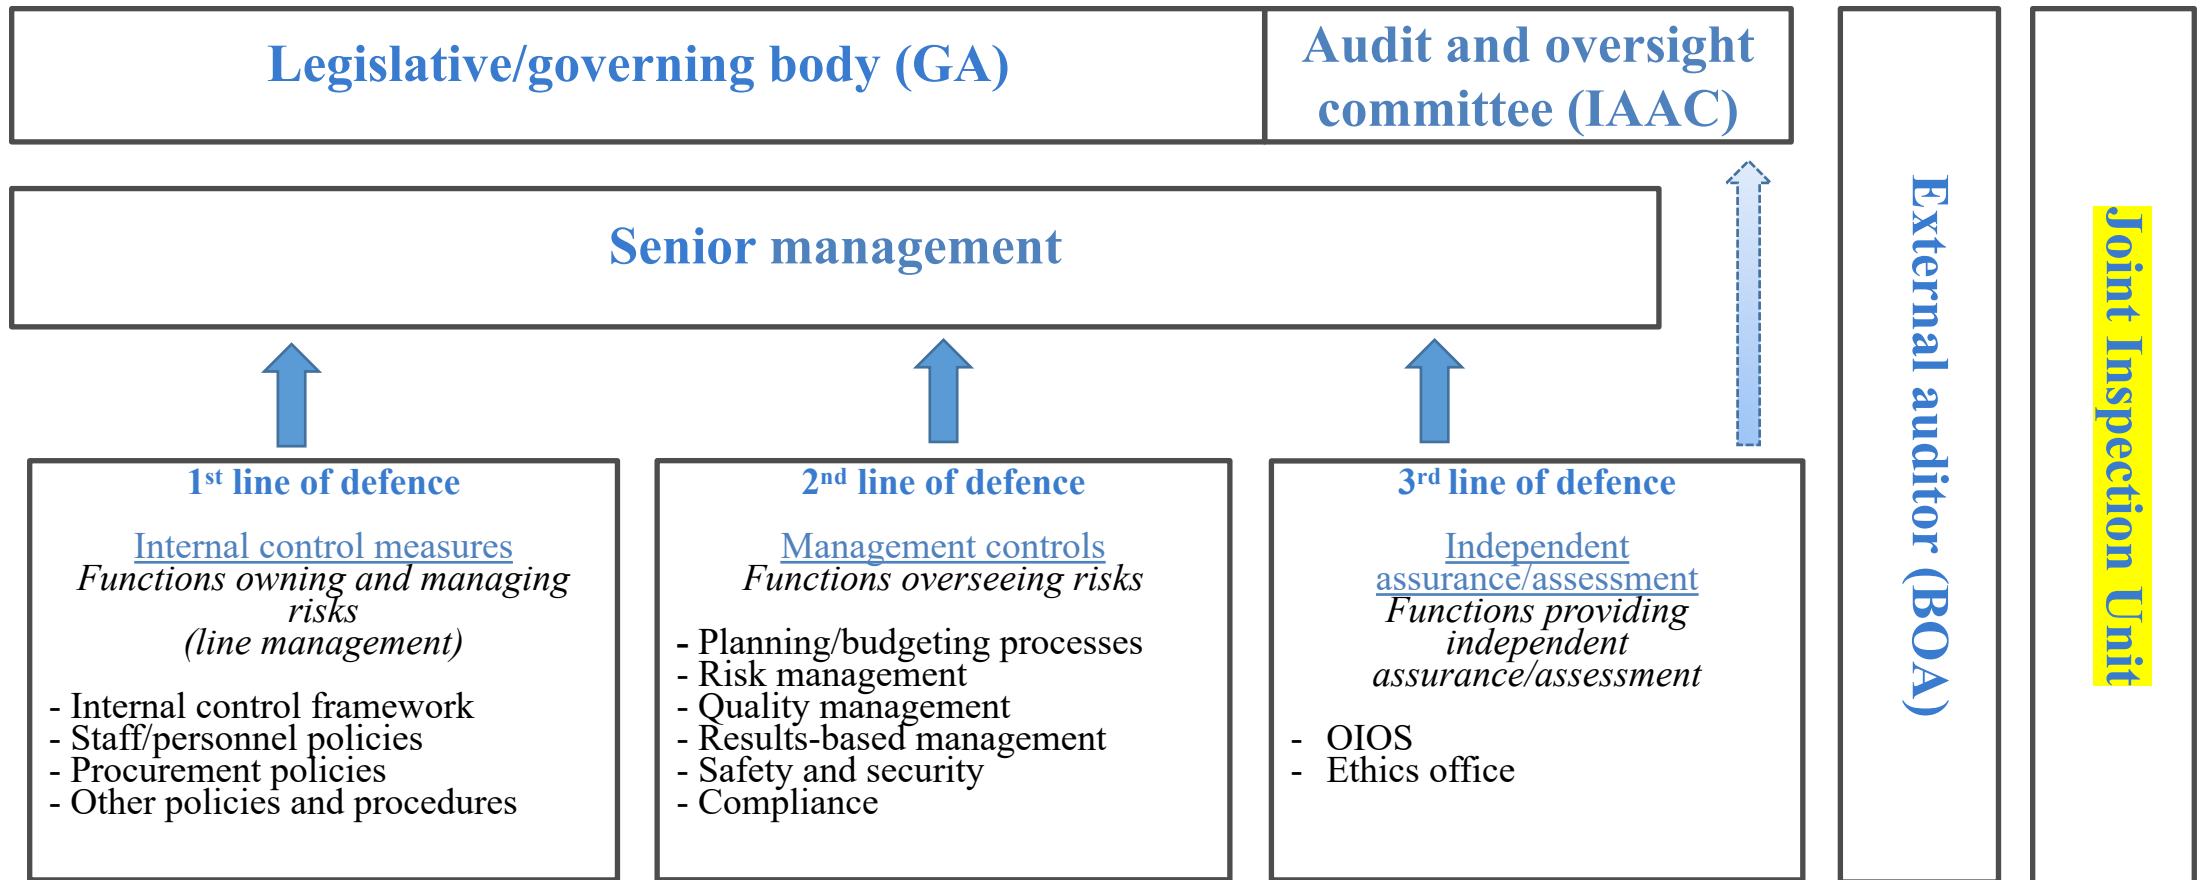 Legislative/governing body (GA)
Audit and oversight
committee (IAAC)
Senior management
1st line of defence
Internal control measures
Functions owning and managing
risks
(line management)
- Internal control framework
- Staff/personnel policies
- Procurement policies
- Other policies and procedures
2nd line of defence
Management controls
Functions overseeing risks
- Planning/budgeting processes
- Risk management
- Quality management
- Results-based management
- Safety and security
- Compliance
3rd line of defence
Independent
assurance/assessment
Functions providing
independent
assurance/assessment
- OIOS
- Ethics office
External auditor (BOA)
Joint Inspection Unit